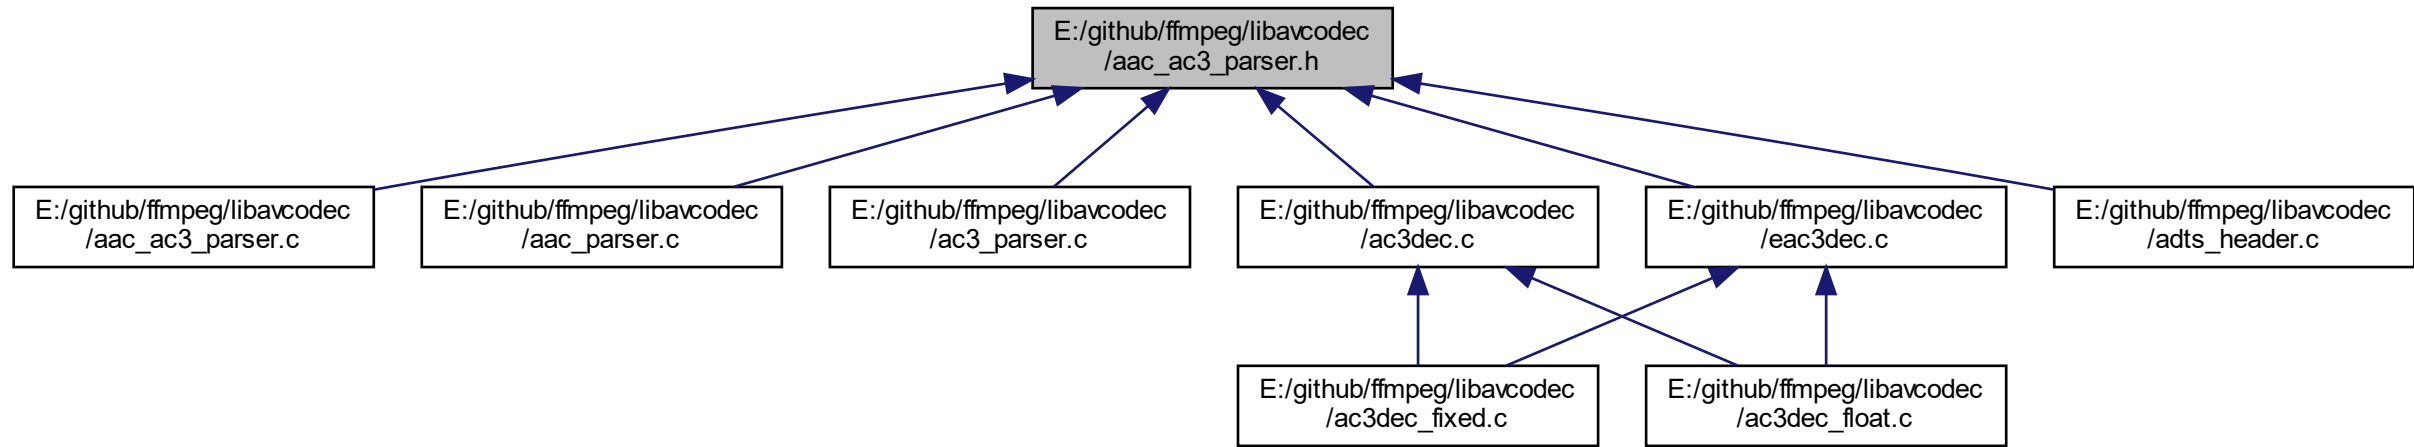 E:/github/ffmpeg/libavcodec
/aac_ac3_parser.h
E:/github/ffmpeg/libavcodec
/aac_ac3_parser.c
E:/github/ffmpeg/libavcodec
/aac_parser.c
E:/github/ffmpeg/libavcodec
/ac3_parser.c
E:/github/ffmpeg/libavcodec
/ac3dec.c
E:/github/ffmpeg/libavcodec
/eac3dec.c
E:/github/ffmpeg/libavcodec
/adts_header.c
E:/github/ffmpeg/libavcodec
/ac3dec_fixed.c
E:/github/ffmpeg/libavcodec
/ac3dec_float.c